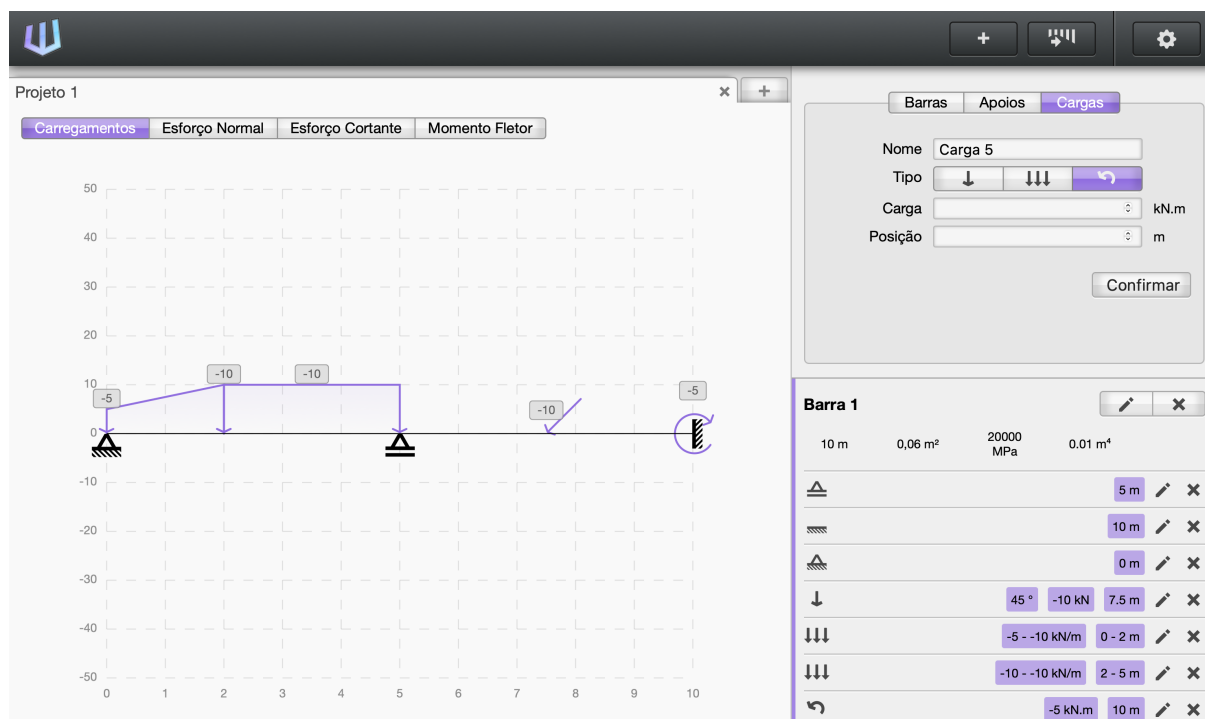 Projeto 1
Carregamentos Esforço Normal Esforço Cortante Momento Fletor
50
40
30
20
10
0
-10
-20
-30
-40
-50
-5
-10
-10
-10
-5
0 1 2 3 4 5 6 7 8 9 10
Barras Apoios Cargas
Nome Carga 5
Tipo
Carga kN.m
Posição m
Confirmar
Barra 1
10 m 0,06 m² 20000 MPa 0.01 m⁴
5 m
10 m
0 m
45 ° -10 kN 7.5 m
-5 - -10 kN/m 0 - 2 m
-10 - -10 kN/m 2 - 5 m
-5 kN.m 10 m